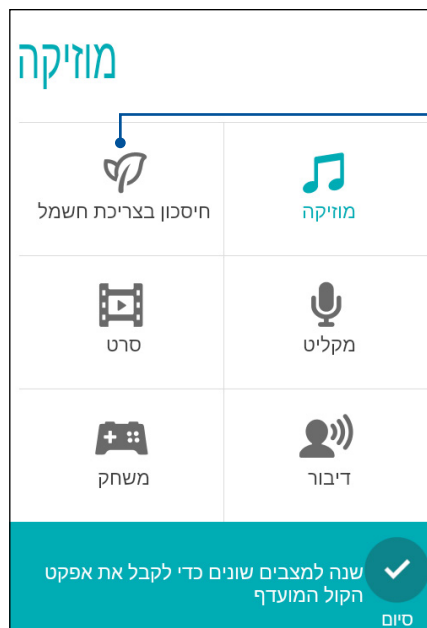 מוזיקה
מוזיקה
חיסכון בצריכת חשמל
מקליט
סרט
דיבור
משחק
שנה למצבים שונים כדי לקבל את אפקט
הקול המועדף
סיום